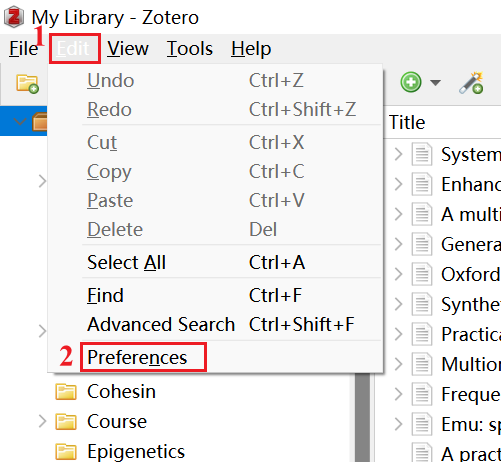 My Library - Zotero
1
File Edit View Tools Help
Undo Ctrl+Z
Redo Ctrl+Shift+Z
Cut Ctrl+X
Copy Ctrl+C
Paste Ctrl+V
Delete Del
Select All Ctrl+A
Find Ctrl+F
Advanced Search Ctrl+Shift+F
2 Preferences
Cohesin
Course
Epigenetics
Title
System
Enhanc
A multi
Genera
Oxford
Synthe
Practica
Multion
Freque
Emu: sp
A pract